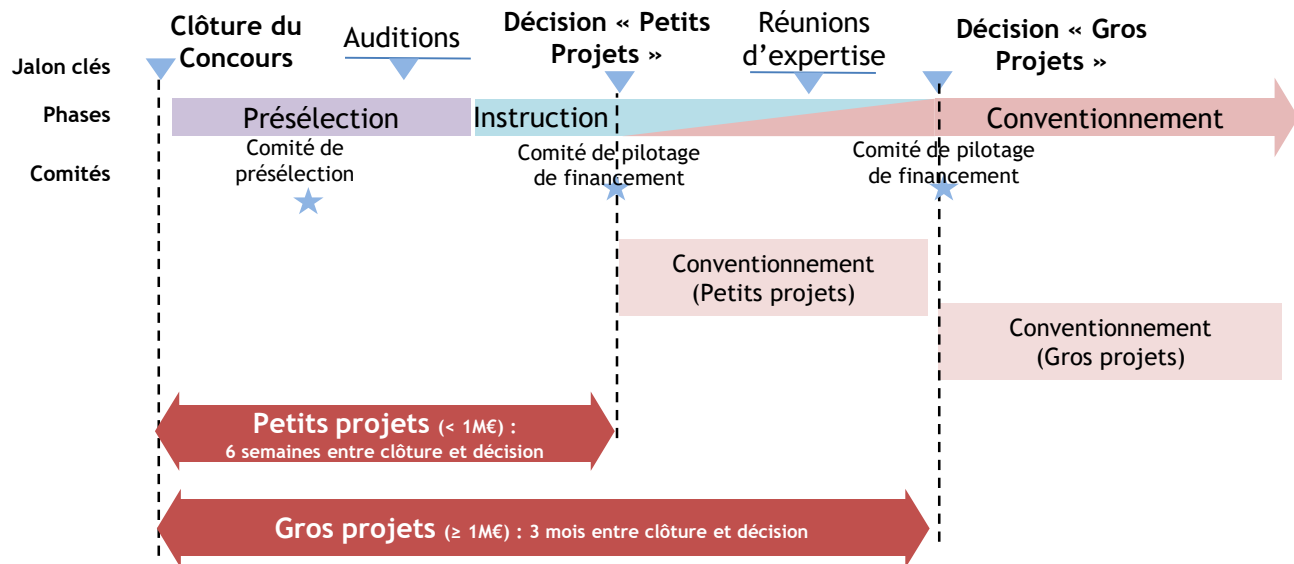 Clôture du
Concours
Auditions
Décision « Petits
Projets »
Réunions
d’expertise
Décision « Gros
Projets »
Jalon clés
Phases
Présélection
Instruction
Conventionnement
Comités
Comité de
présélection
Comité de pilotage
de financement
Comité de pilotage
de financement
Conventionnement
(Petits projets)
Conventionnement
(Gros projets)
Petits projets (< 1M€) :
6 semaines entre clôture et décision
Gros projets (≥ 1M€) : 3 mois entre clôture et décision